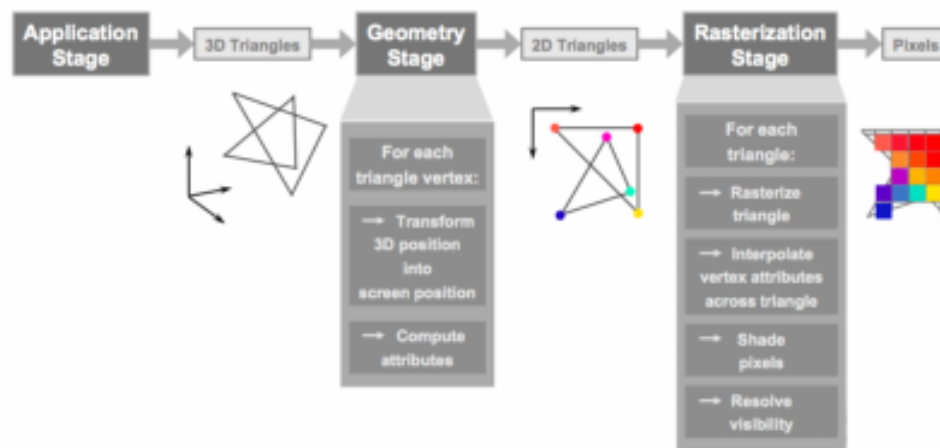 Application
Stage
3D Triangles
Geometry
Stage
2D Triangles
Rasterization
Stage
Pixels
For each
triangle vertex:
→ Transform
3D position
into
screen position
→ Compute
attributes
For each
triangle:
→ Rasterize
triangle
→ Interpolate
vertex attributes
across triangle
→ Shade
pixels
→ Resolve
visibility